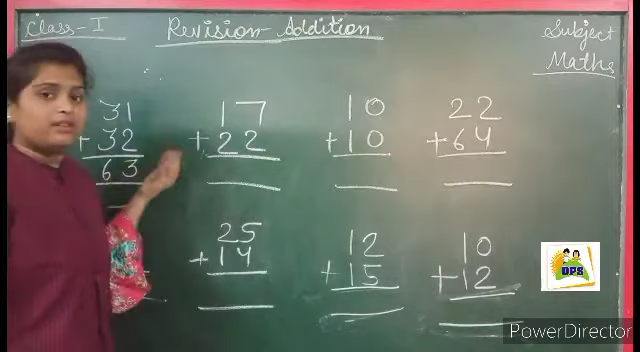 Class-I Revision-Addition Subject
Maths
31 17 10 22
+32 +22 +10 +64
63
25 12 10
+14 +15 +12
DPS
PowerDirector